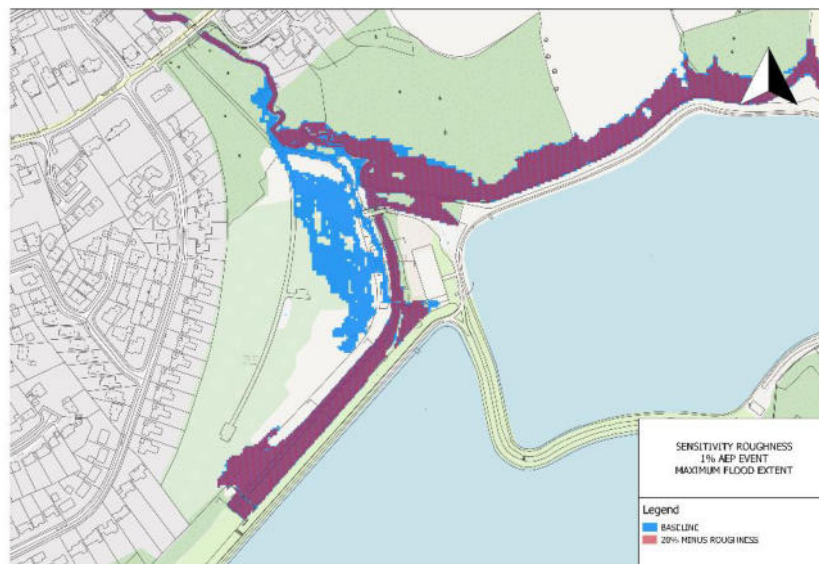 SENSITIVITY ROUGHNESS
1% AEP EVENT
MAXIMUM FLOOD EXTENT
Legend
BASELINE
20% MINUS ROUGHNESS